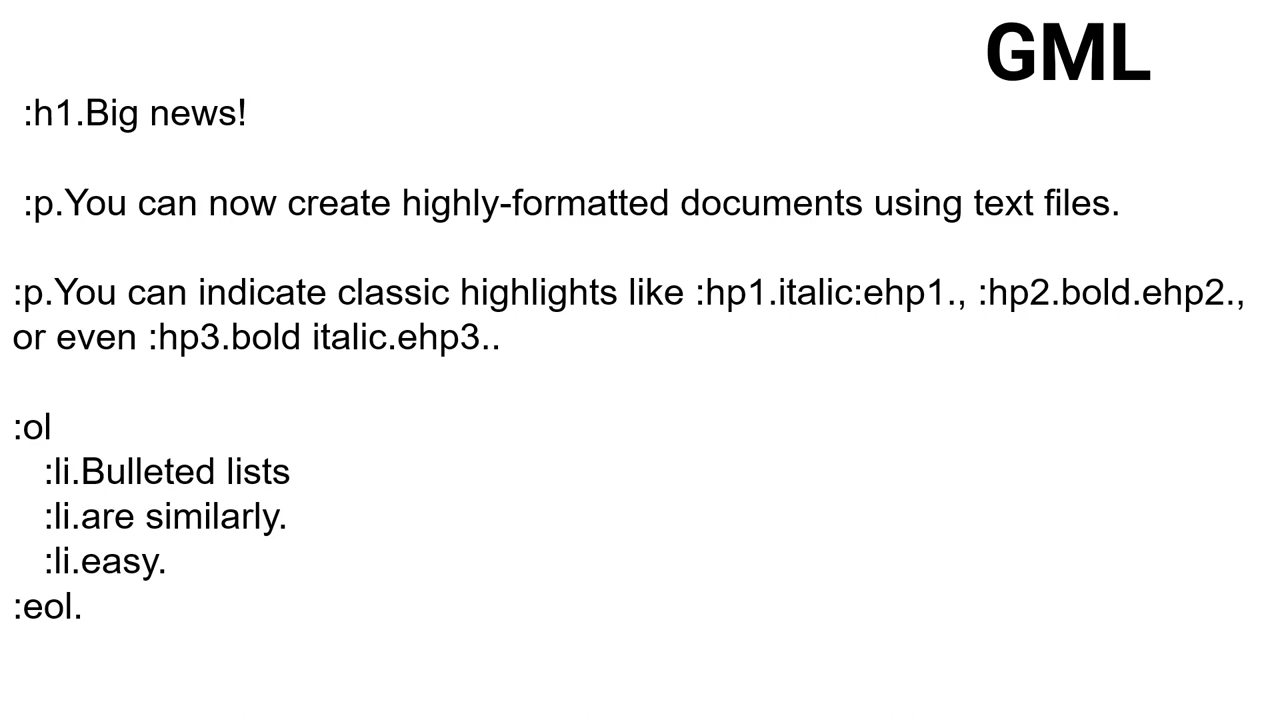 GML
:h1.Big news!
:p.You can now create highly-formatted documents using text files.
:p.You can indicate classic highlights like :hp1.italic:ehp1., :hp2.bold.ehp2.,
or even :hp3.bold italic.ehp3..
:ol
:li.Bulleted lists
:li.are similarly.
:li.easy.
:eol.